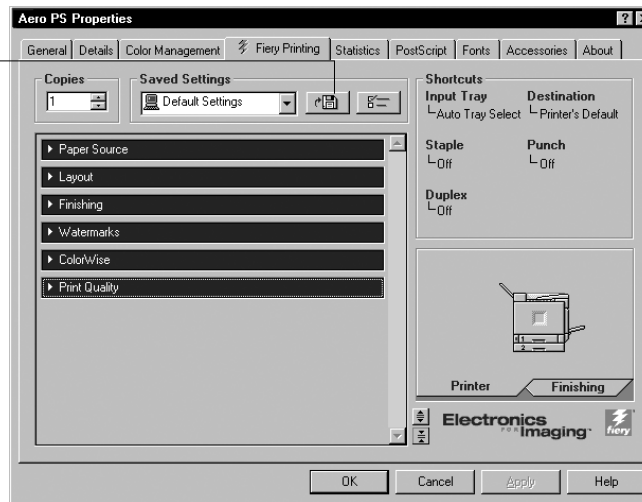 Aero PS Properties
General Details Color Management Fiery Printing Statistics PostScript Fonts Accessories About
Copies
1
Saved Settings
Default Settings
Paper Source
Layout
Finishing
Watermarks
ColorWise
Print Quality
Shortcuts
Input Tray Destination
Auto Tray Select Printer's Default
Staple Punch
Off Off
Duplex
Off
1
2
Printer Finishing
Electronics
FOR Imaging
fiery
OK Cancel Apply Help